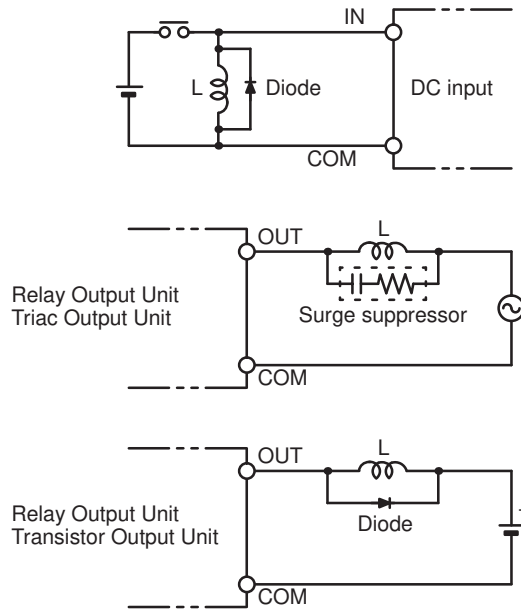 IN
L
Diode
DC input
COM
OUT
L
Relay Output Unit
Triac Output Unit
Surge suppressor
COM
OUT
L
Relay Output Unit
Transistor Output Unit
Diode
COM